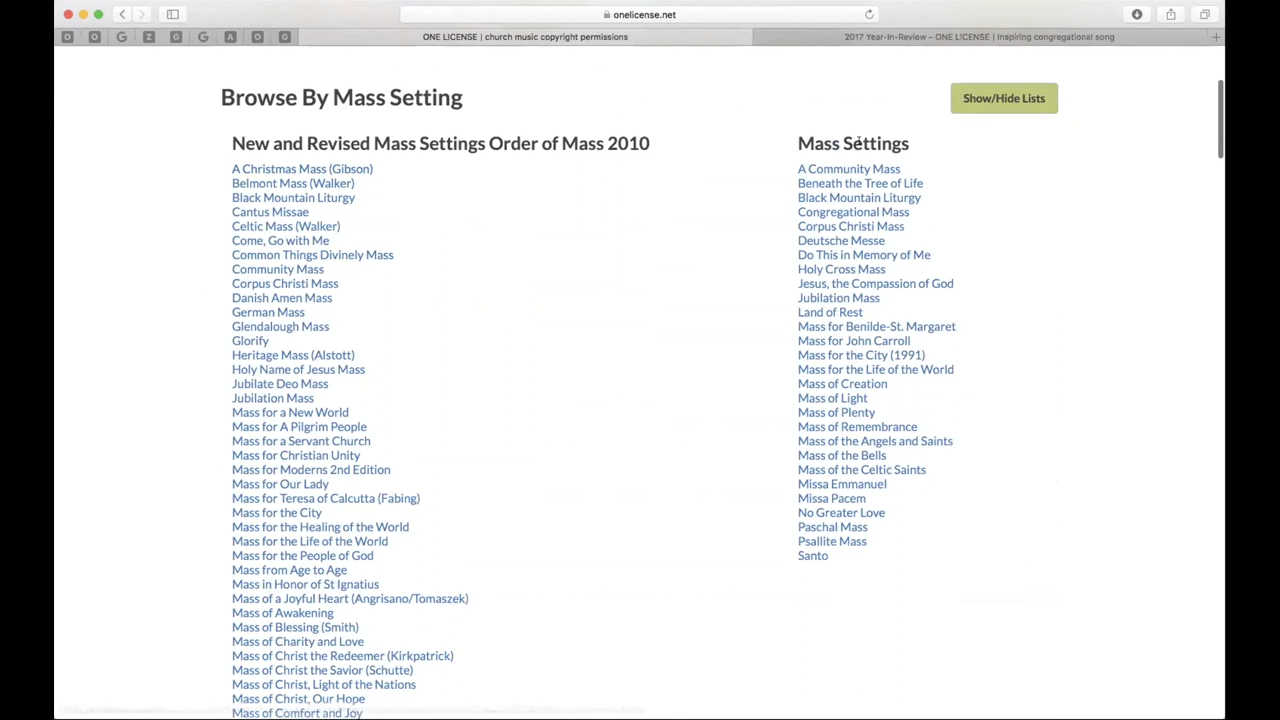 onelicense.net
ONE LICENSE | church music copyright permissions
2017 Year-In-Review – ONE LICENSE | Inspiring congregational song
Browse By Mass Setting
Show/Hide Lists
New and Revised Mass Settings Order of Mass 2010
A Christmas Mass (Gibson)
Belmont Mass (Walker)
Black Mountain Liturgy
Cantus Missae
Celtic Mass (Walker)
Come, Go with Me
Common Things Divinely Mass
Community Mass
Corpus Christi Mass
Danish Amen Mass
German Mass
Glendalough Mass
Glorify
Heritage Mass (Alstott)
Holy Name of Jesus Mass
Jubilate Deo Mass
Jubilation Mass
Mass for a New World
Mass for A Pilgrim People
Mass for a Servant Church
Mass for Christian Unity
Mass for Moderns 2nd Edition
Mass for Our Lady
Mass for Teresa of Calcutta (Fabing)
Mass for the City
Mass for the Healing of the World
Mass for the Life of the World
Mass for the People of God
Mass from Age to Age
Mass in Honor of St Ignatius
Mass of a Joyful Heart (Angrisano/Tomaszek)
Mass of Awakening
Mass of Blessing (Smith)
Mass of Charity and Love
Mass of Christ the Redeemer (Kirkpatrick)
Mass of Christ the Savior (Schutte)
Mass of Christ, Light of the Nations
Mass of Christ, Our Hope
Mass of Comfort and Joy
Mass Settings
A Community Mass
Beneath the Tree of Life
Black Mountain Liturgy
Congregational Mass
Corpus Christi Mass
Deutsche Messe
Do This in Memory of Me
Holy Cross Mass
Jesus, the Compassion of God
Jubilation Mass
Land of Rest
Mass for Benilde-St. Margaret
Mass for John Carroll
Mass for the City (1991)
Mass for the Life of the World
Mass of Creation
Mass of Light
Mass of Plenty
Mass of Remembrance
Mass of the Angels and Saints
Mass of the Bells
Mass of the Celtic Saints
Missa Emmanuel
Missa Pacem
No Greater Love
Paschal Mass
Psallite Mass
Santo